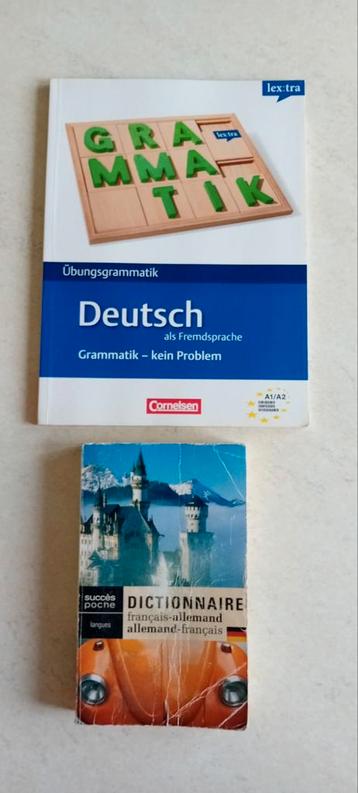 lex:tra
GRA
lex:tra
MMA
TIK
Übungsgrammatik
Deutsch
als Fremdsprache
Grammatik – kein Problem
Cornelsen
A1/A2
succès
poche
langues
DICTIONNAIRE
français-allemand
allemand-français